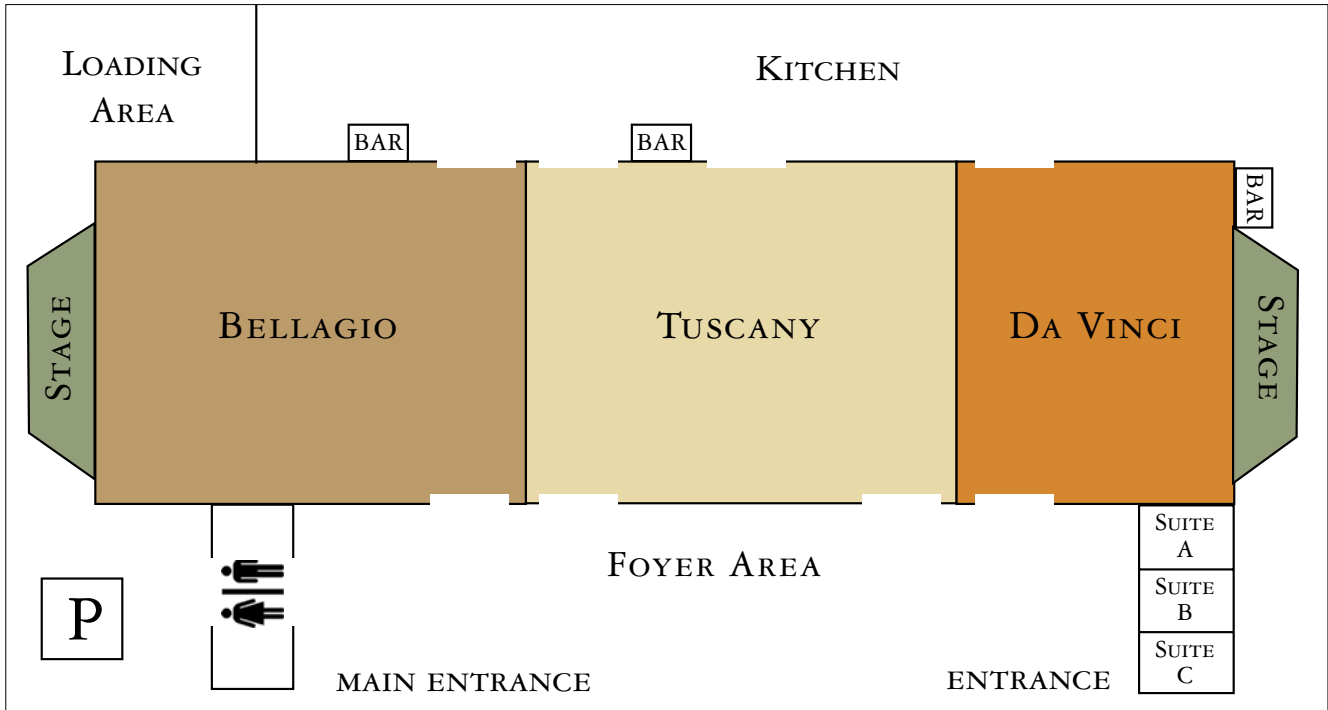 Loading
Area
Kitchen
BAR
BAR
BAR
Stage
Bellagio
Tuscany
Da Vinci
Stage
Foyer Area
Suite
A
Suite
B
Suite
C
P
MAIN ENTRANCE
ENTRANCE